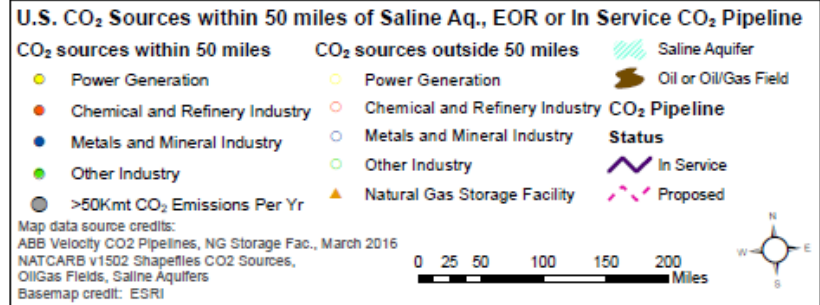 U.S. CO₂ Sources within 50 miles of Saline Aq., EOR or In Service CO₂ Pipeline
CO₂ sources within 50 miles
Power Generation
Chemical and Refinery Industry
Metals and Mineral Industry
Other Industry
>50Kmt CO₂ Emissions Per Yr
CO₂ sources outside 50 miles
Power Generation
Chemical and Refinery Industry
Metals and Mineral Industry
Other Industry
Natural Gas Storage Facility
Saline Aquifer
Oil or Oil/Gas Field
CO₂ Pipeline
Status
In Service
Proposed
Map data source credits:
ABB Velocity CO2 Pipelines, NG Storage Fac., March 2016
NATCARB v1502 Shapefiles CO2 Sources,
OilGas Fields, Saline Aquifers
Basemap credit: ESRI
0 25 50 100 150 200
Miles
N
W E
S